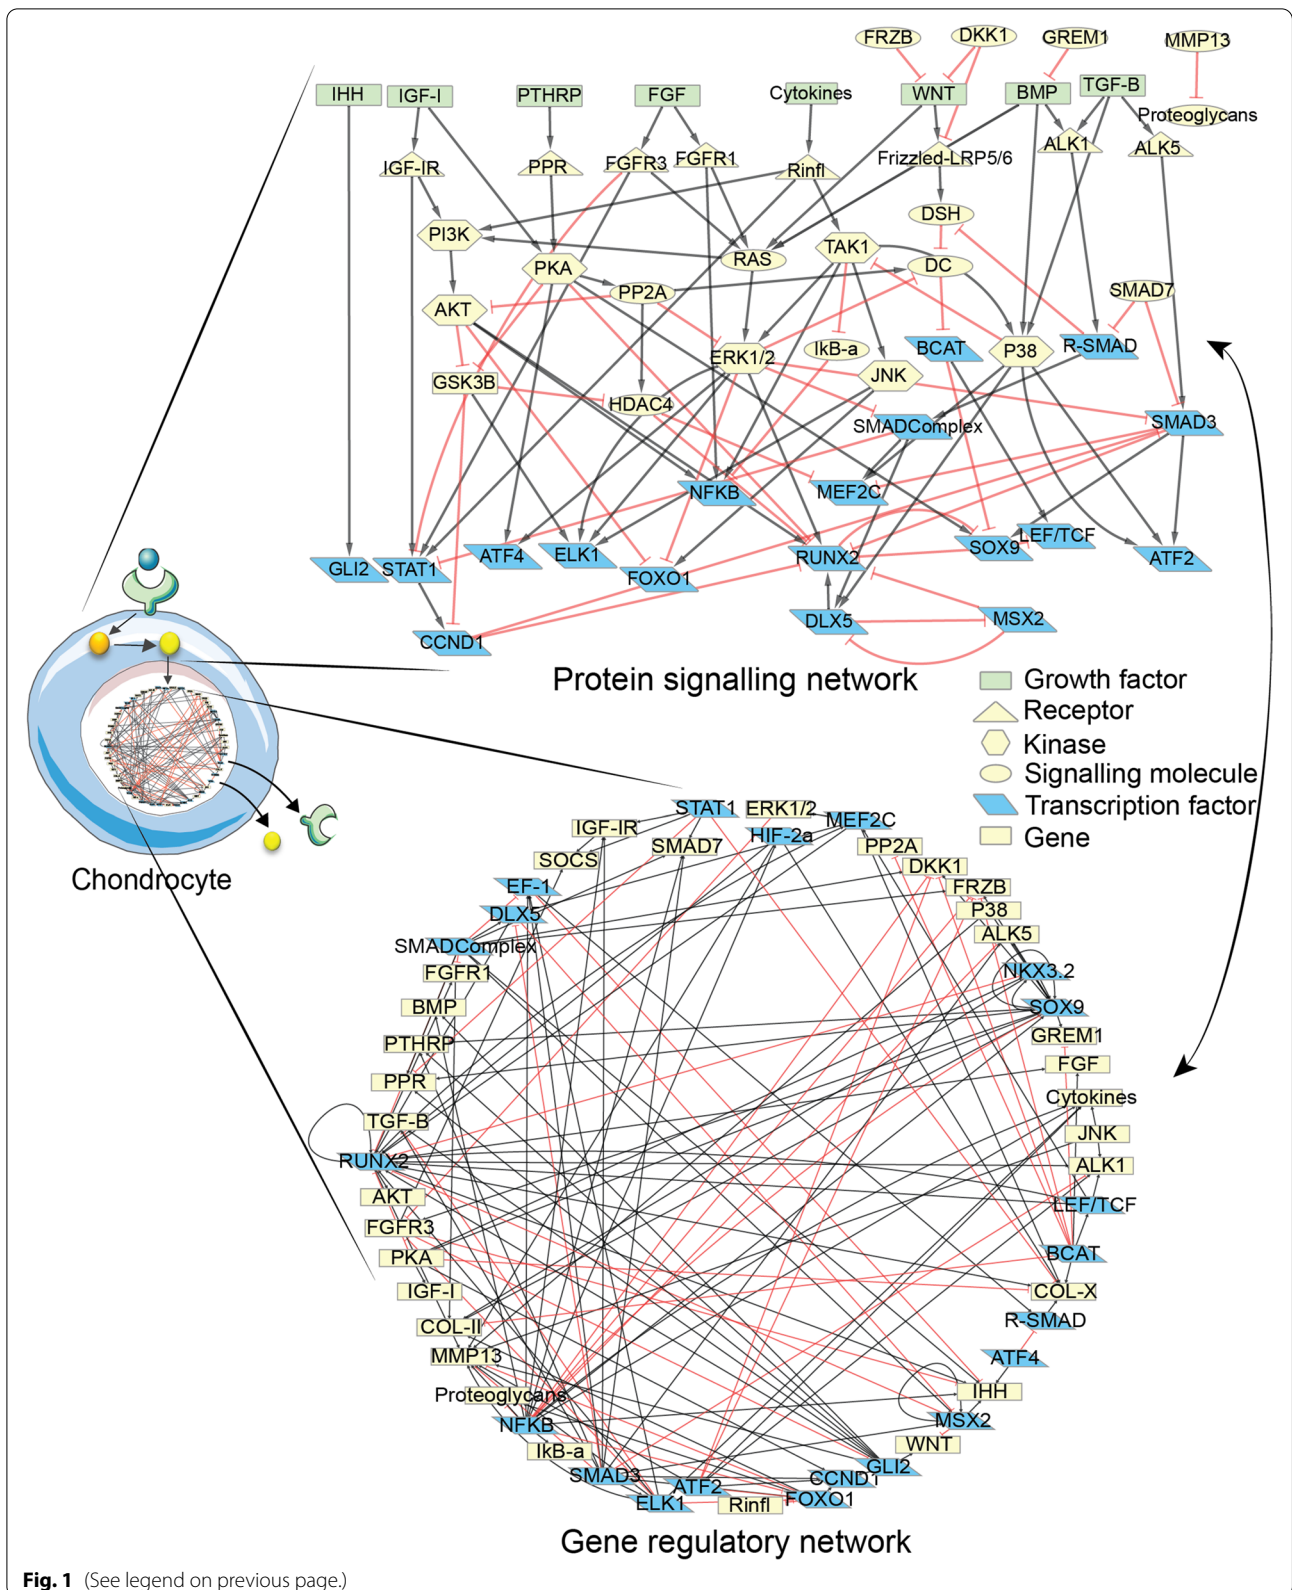 FRZB DKK1 GREM1 MMP13
IHH IGF-I PTHRP FGF Cytokines WNT BMP TGF-B
Proteoglycans
IGF-IR PPR FGFR3 FGFR1 Rinfl Frizzled-LRP5/6 ALK1 ALK5
DSH
PI3K PKA RAS TAK1 DC
PP2A SMAD7
AKT
ERK1/2 IkB-a BCAT P38 R-SMAD
GSK3B JNK
HDAC4
SMADComplex SMAD3
NFKB MEF2C
GLI2 STAT1 ATF4 ELK1 FOXO1 RUNX2 SOX9 LEF/TCF ATF2
CCND1 DLX5 MSX2
Protein signalling network
Growth factor
Receptor
Kinase
Signalling molecule
Transcription factor
Gene
Chondrocyte
STAT1 ERK1/2 MEF2C
IGF-IR SMAD7 HIF-2a PP2A
SOCS DKK1
EF-1 FRZB
DLX5 P38
SMADComplex ALK5
FGFR1 NKX3.2
BMP SOX9
PTHRP GREM1
PPR FGF
Cytokines
TGF-B JNK
RUNX2 ALK1
AKT LEF/TCF
FGFR3
PKA BCAT
IGF-I COL-X
COL-II R-SMAD
MMP13 ATF4
Proteoglycans IHH
NFKB MSX2
IkB-a WNT
SMAD3 GLI2
ATF2 CCND1
ELK1 Rinfl FOXO1
Gene regulatory network
Fig. 1 (See legend on previous page.)